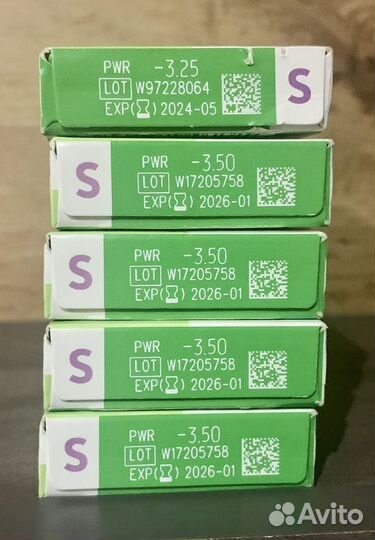 PWR -3.25
LOT W97228064
EXP 2024-05
S
S
PWR -3.50
LOT W17205758
EXP 2026-01
S
PWR -3.50
LOT W17205758
EXP 2026-01
S
PWR -3.50
LOT W17205758
EXP 2026-01
S
PWR -3.50
LOT W17205758
EXP 2026-01
Avito